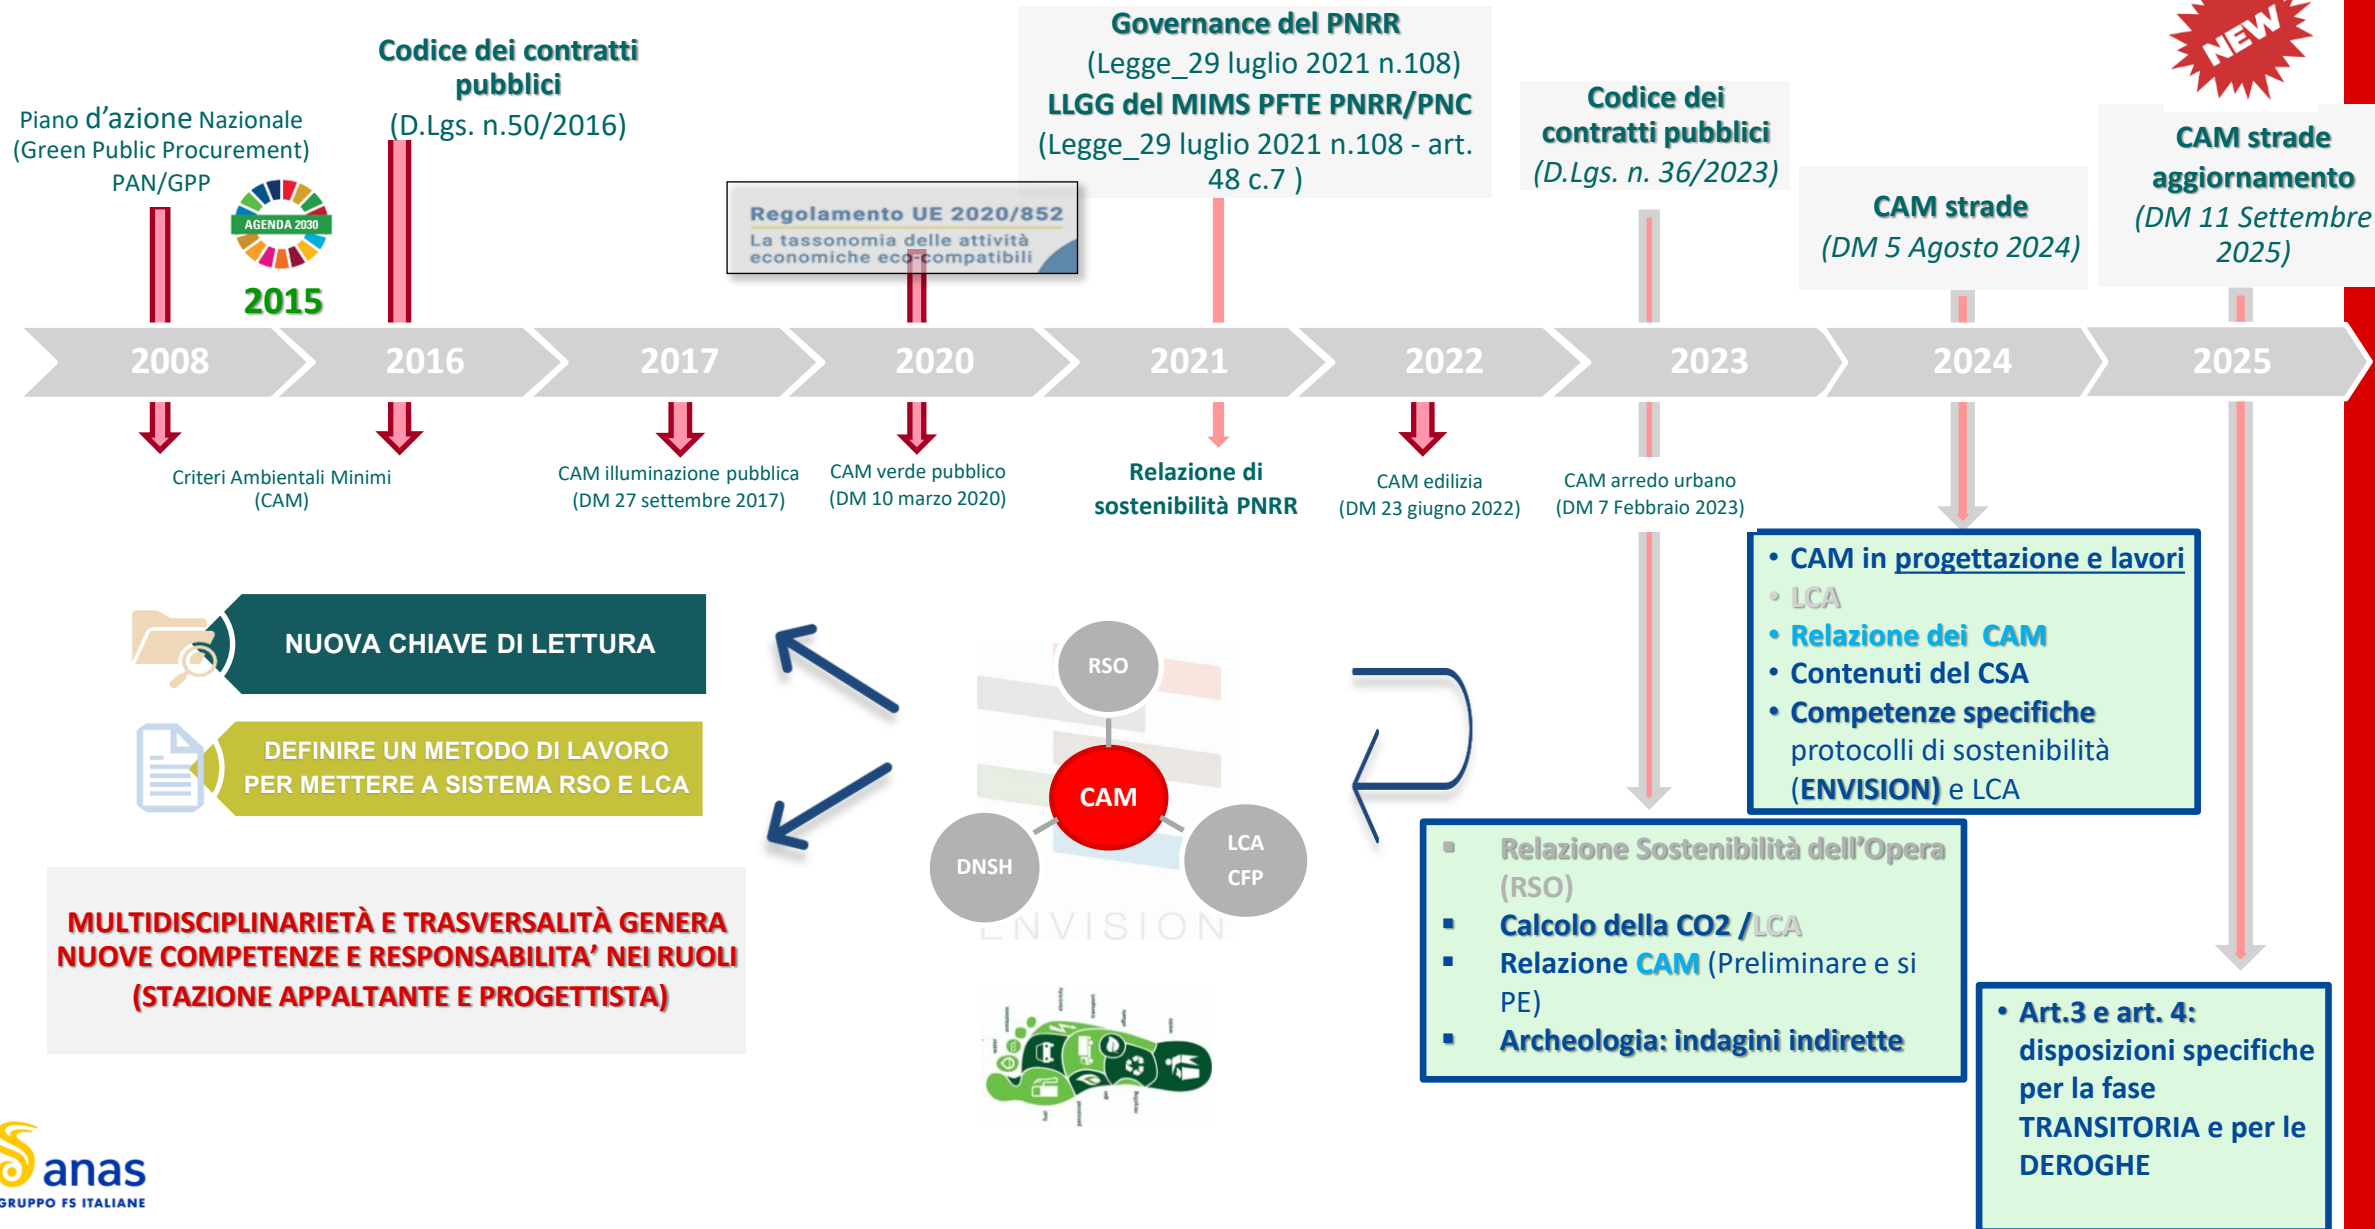 Piano d'azione Nazionale
(Green Public Procurement)
PAN/GPP
AGENDA 2030
2015
Codice dei contratti
pubblici
(D.Lgs. n.50/2016)
Regolamento UE 2020/852
La tassonomia delle attività
economiche eco-compatibili
Governance del PNRR
(Legge_29 luglio 2021 n.108)
LLGG del MIMS PFTE PNRR/PNC
(Legge_29 luglio 2021 n.108 - art.
48 c.7 )
Codice dei
contratti pubblici
(D.Lgs. n. 36/2023)
CAM strade
(DM 5 Agosto 2024)
NEW
CAM strade
aggiornamento
(DM 11 Settembre
2025)
2008
2016
2017
2020
2021
2022
2023
2024
2025
Criteri Ambientali Minimi
(CAM)
CAM illuminazione pubblica
(DM 27 settembre 2017)
CAM verde pubblico
(DM 10 marzo 2020)
Relazione di
sostenibilità PNRR
CAM edilizia
(DM 23 giugno 2022)
CAM arredo urbano
(DM 7 Febbraio 2023)
• CAM in progettazione e lavori
• LCA
• Relazione dei CAM
• Contenuti del CSA
• Competenze specifiche
protocolli di sostenibilità
(ENVISION) e LCA
NUOVA CHIAVE DI LETTURA
DEFINIRE UN METODO DI LAVORO
PER METTERE A SISTEMA RSO E LCA
MULTIDISCIPLINARIETÀ E TRASVERSALITÀ GENERA
NUOVE COMPETENZE E RESPONSABILITA' NEI RUOLI
(STAZIONE APPALTANTE E PROGETTISTA)
RSO
CAM
DNSH
LCA
CFP
ENVISION
emissions
electricity
transport
offsets
waste
water
fuel
personnel
gas
recycling
▪ Relazione Sostenibilità dell'Opera
(RSO)
▪ Calcolo della CO2 /LCA
▪ Relazione CAM (Preliminare e si
PE)
▪ Archeologia: indagini indirette
• Art.3 e art. 4:
disposizioni specifiche
per la fase
TRANSITORIA e per le
DEROGHE
anas
GRUPPO FS ITALIANE